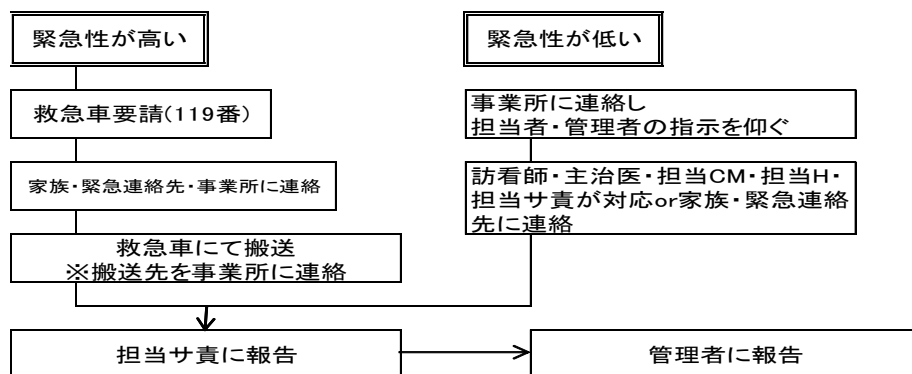 緊急性が高い
緊急性が低い
救急車要請(119番)
事業所に連絡し
担当者・管理者の指示を仰ぐ
家族・緊急連絡先・事業所に連絡
訪看師・主治医・担当CM・担当H・
担当サ責が対応or家族・緊急連絡
先に連絡
救急車にて搬送
※搬送先を事業所に連絡
担当サ責に報告
管理者に報告